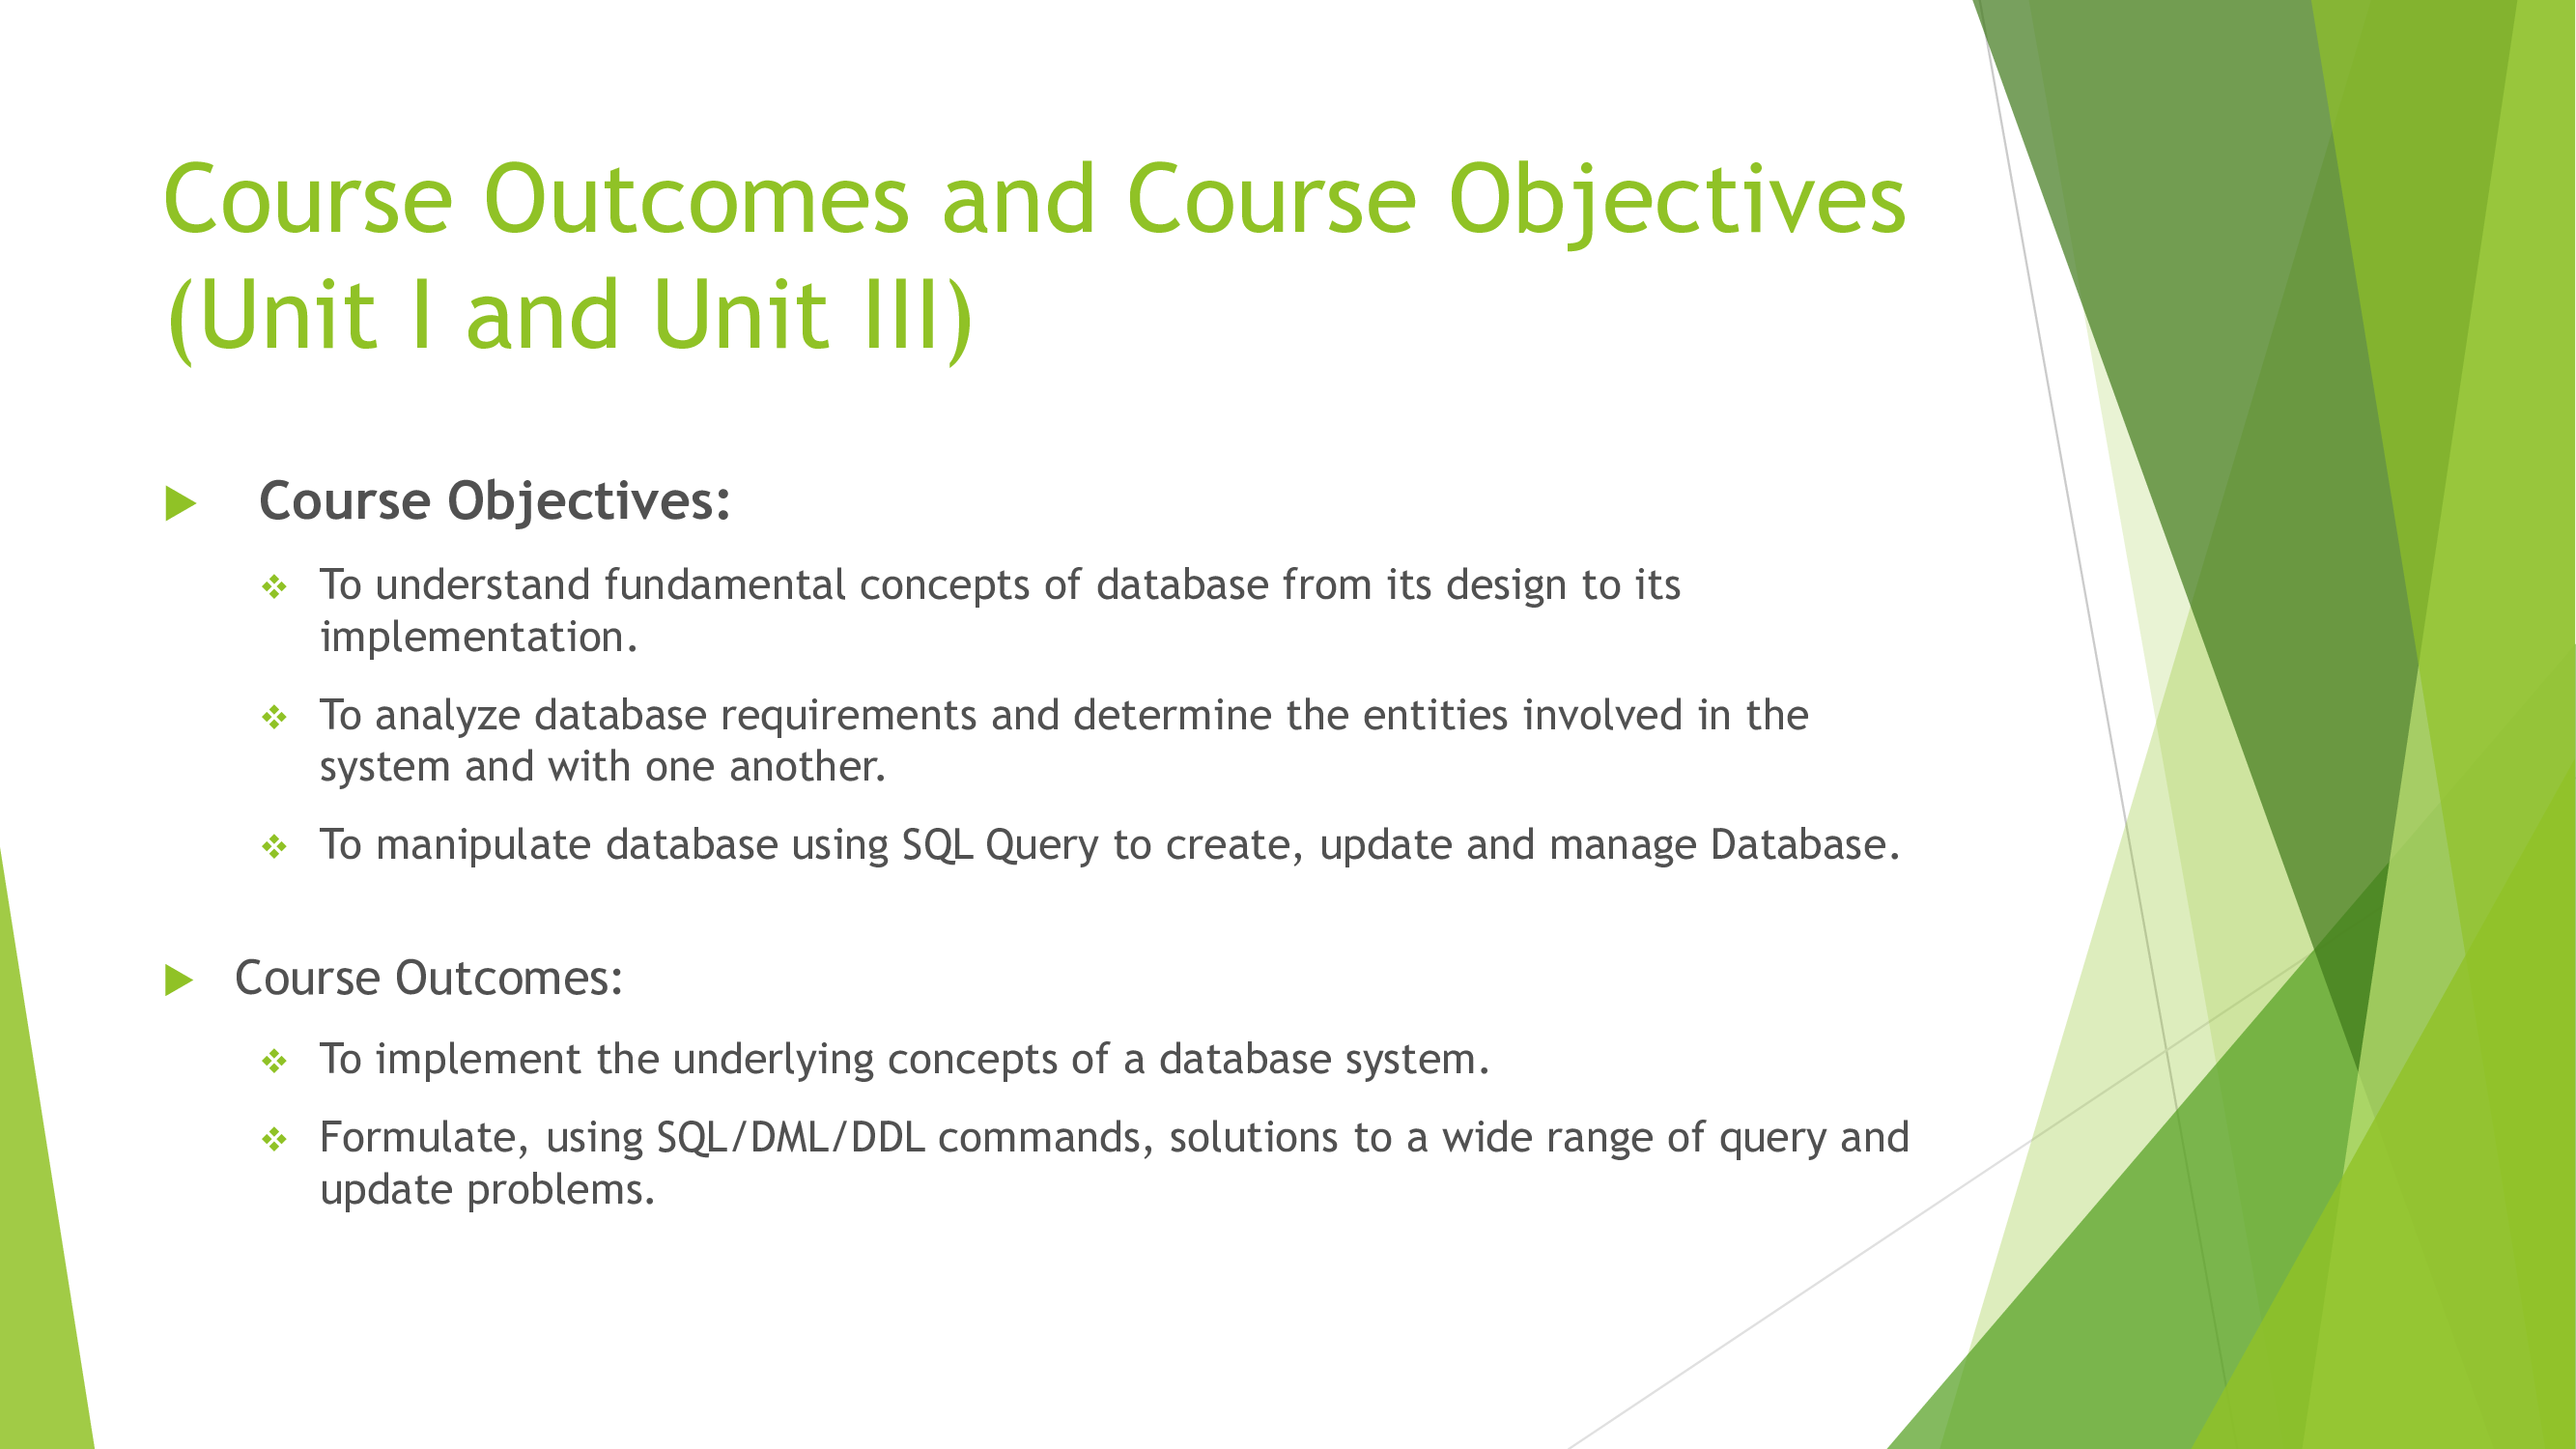 Course Outcomes and Course Objectives
(Unit I and Unit III)
Course Objectives:
To understand fundamental concepts of database from its design to its
implementation.
To analyze database requirements and determine the entities involved in the
system and with one another.
To manipulate database using SQL Query to create, update and manage Database.
Course Outcomes:
To implement the underlying concepts of a database system.
Formulate, using SQL/DML/DDL commands, solutions to a wide range of query and
update problems.